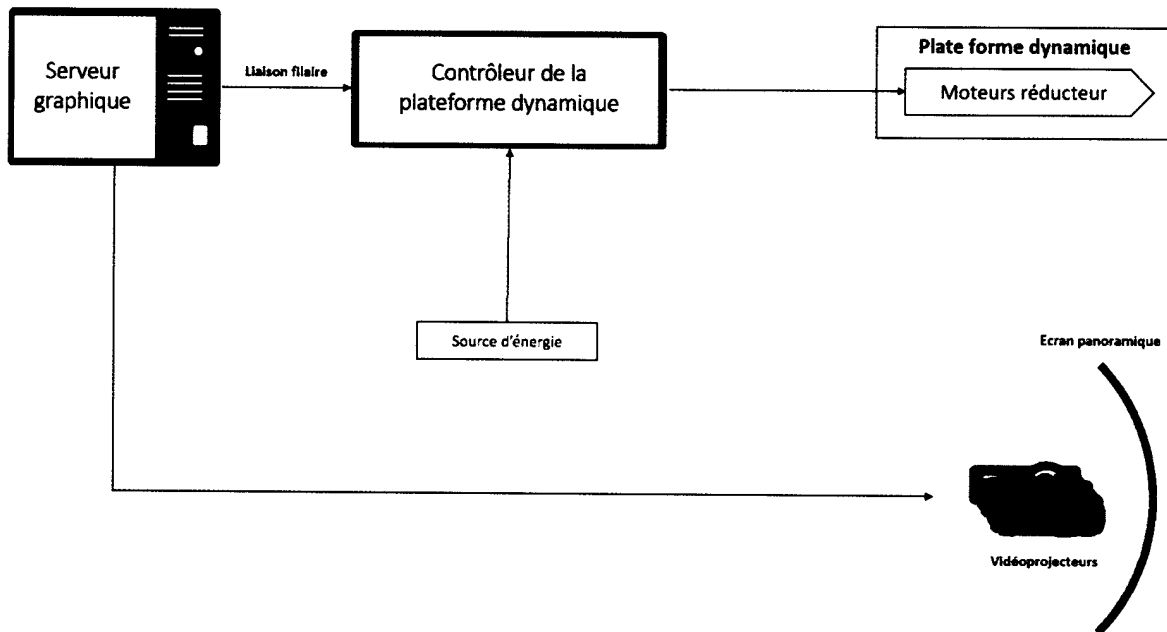 Serveur
graphique
Liaison filaire
Contrôleur de la
plateforme dynamique
Plate forme dynamique
Moteurs réducteur
Source d'énergie
Ecran panoramique
Vidéoprojecteurs